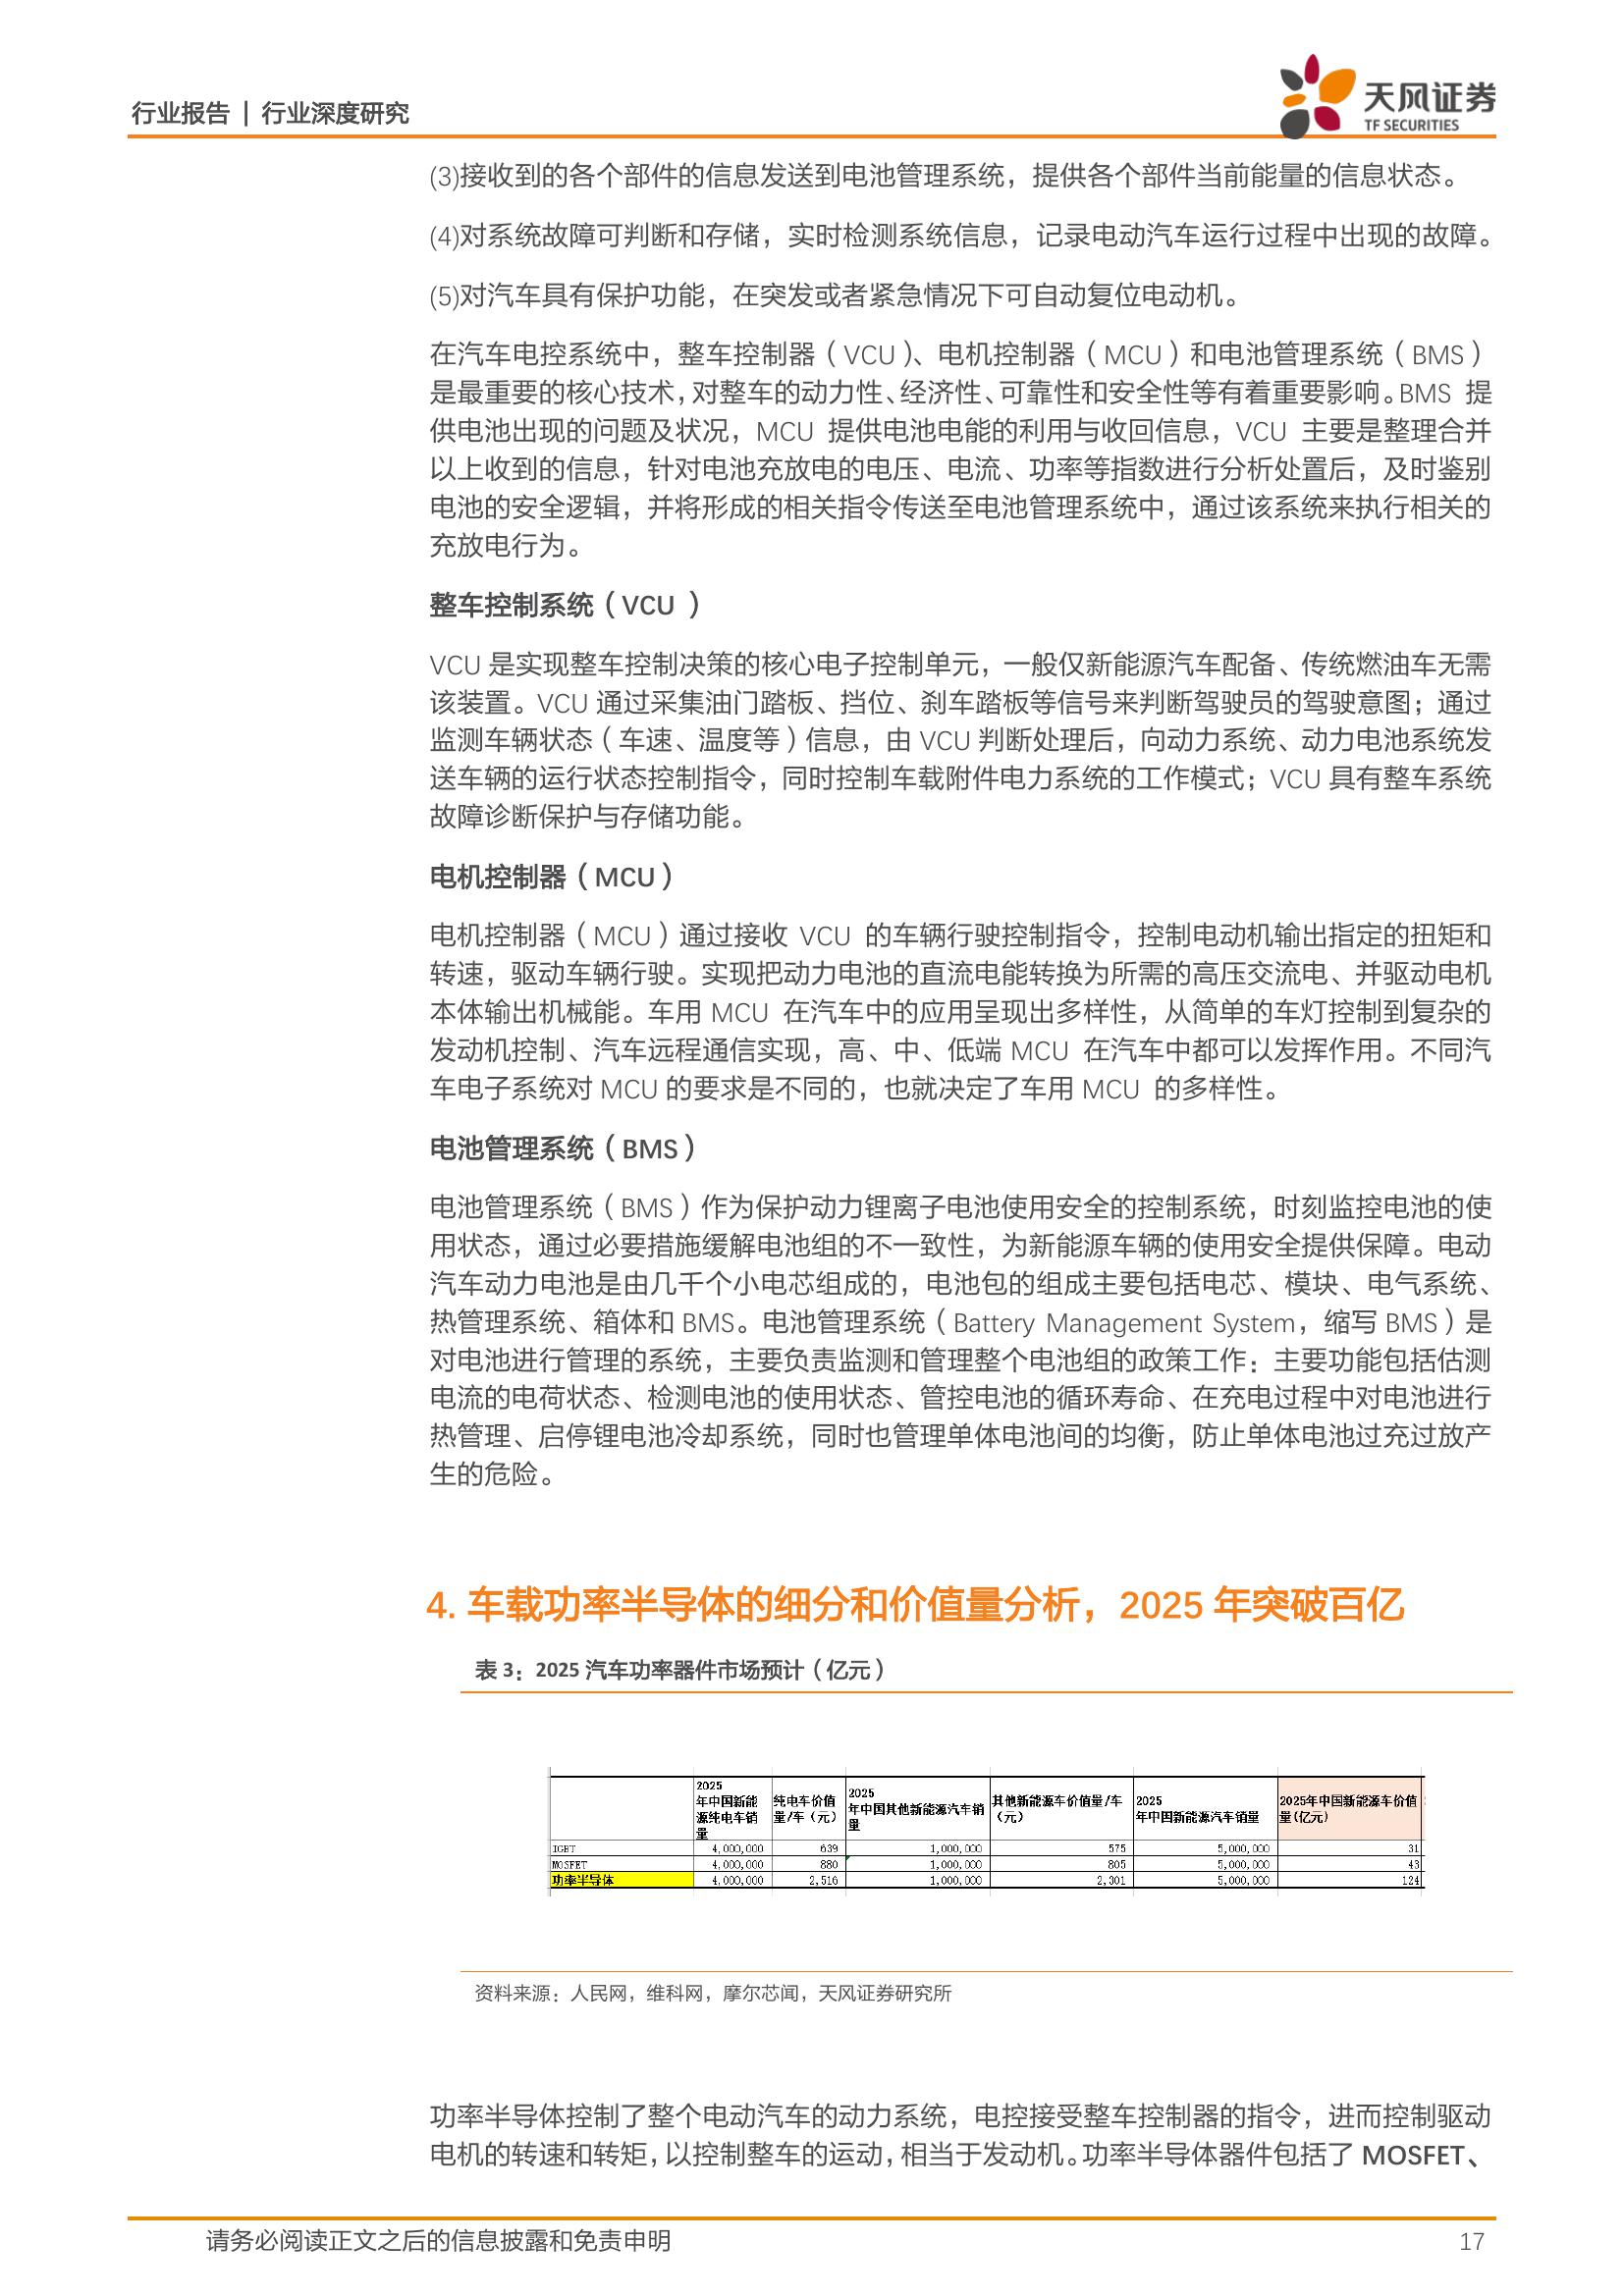 行业报告 | 行业深度研究
天风证券
TF SECURITIES
(3)接收到的各个部件的信息发送到电池管理系统，提供各个部件当前能量的信息状态。
(4)对系统故障可判断和存储，实时检测系统信息，记录电动汽车运行过程中出现的故障。
(5)对汽车具有保护功能，在突发或者紧急情况下可自动复位电动机。
在汽车电控系统中，整车控制器（VCU）、电机控制器（MCU）和电池管理系统（BMS）
是最重要的核心技术，对整车的动力性、经济性、可靠性和安全性等有着重要影响。BMS 提
供电池出现的问题及状况，MCU 提供电池电能的利用与收回信息，VCU 主要是整理合并
以上收到的信息，针对电池充放电的电压、电流、功率等指数进行分析处置后，及时鉴别
电池的安全逻辑，并将形成的相关指令传送至电池管理系统中，通过该系统来执行相关的
充放电行为。
整车控制系统（VCU ）
VCU 是实现整车控制决策的核心电子控制单元，一般仅新能源汽车配备、传统燃油车无需
该装置。VCU 通过采集油门踏板、挡位、刹车踏板等信号来判断驾驶员的驾驶意图；通过
监测车辆状态（车速、温度等）信息，由 VCU 判断处理后，向动力系统、动力电池系统发
送车辆的运行状态控制指令，同时控制车载附件电力系统的工作模式；VCU 具有整车系统
故障诊断保护与存储功能。
电机控制器（MCU）
电机控制器（MCU）通过接收 VCU 的车辆行驶控制指令，控制电动机输出指定的扭矩和
转速，驱动车辆行驶。实现把动力电池的直流电能转换为所需的高压交流电、并驱动电机
本体输出机械能。车用 MCU 在汽车中的应用呈现出多样性，从简单的车灯控制到复杂的
发动机控制、汽车远程通信实现，高、中、低端 MCU 在汽车中都可以发挥作用。不同汽
车电子系统对 MCU 的要求是不同的，也就决定了车用 MCU 的多样性。
电池管理系统（BMS）
电池管理系统（BMS）作为保护动力锂离子电池使用安全的控制系统，时刻监控电池的使
用状态，通过必要措施缓解电池组的不一致性，为新能源车辆的使用安全提供保障。电动
汽车动力电池是由几千个小电芯组成的，电池包的组成主要包括电芯、模块、电气系统、
热管理系统、箱体和 BMS。电池管理系统（Battery Management System，缩写 BMS）是
对电池进行管理的系统，主要负责监测和管理整个电池组的政策工作：主要功能包括估测
电流的电荷状态、检测电池的使用状态、管控电池的循环寿命、在充电过程中对电池进行
热管理、启停锂电池冷却系统，同时也管理单体电池间的均衡，防止单体电池过充过放产
生的危险。
4. 车载功率半导体的细分和价值量分析，2025 年突破百亿
表 3：2025 汽车功率器件市场预计（亿元）
2025年中国新能源纯电车销量 纯电车价值量/车（元） 2025年中国其他新能源汽车销量 其他新能源车价值量/车（元） 2025年中国新能源汽车销量 2025年中国新能源车价值量(亿元)
IGBT 4,000,000 639 1,000,000 575 5,000,000 31
MOSFET 4,000,000 880 1,000,000 805 5,000,000 43
功率半导体 4,000,000 2,516 1,000,000 2,301 5,000,000 124
资料来源：人民网，维科网，摩尔芯闻，天风证券研究所
功率半导体控制了整个电动汽车的动力系统，电控接受整车控制器的指令，进而控制驱动
电机的转速和转矩，以控制整车的运动，相当于发动机。功率半导体器件包括了 MOSFET、
请务必阅读正文之后的信息披露和免责申明
17